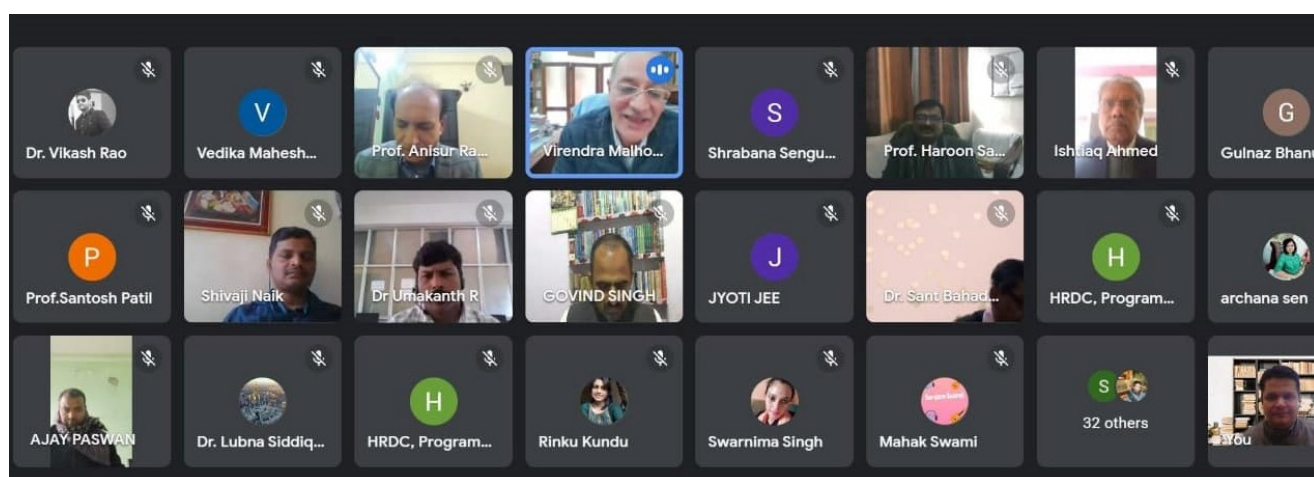 Dr. Vikash Rao
V
Vedika Mahesh...
Prof. Anisur Ra...
Virendra Malho...
S
Shrabana Sengu...
Prof. Haroon Sa...
Ishtiaq Ahmed
G
Gulnaz Bhanu
P
Prof.Santosh Patil
Shivaji Naik
Dr Umakanth R
GOVIND SINGH
J
JYOTI JEE
Dr. Sant Bahad...
H
HRDC, Program...
archana sen
AJAY PASWAN
Dr. Lubna Siddiq...
H
HRDC, Program...
Rinku Kundu
Swarnima Singh
Mahak Swami
S
32 others
You